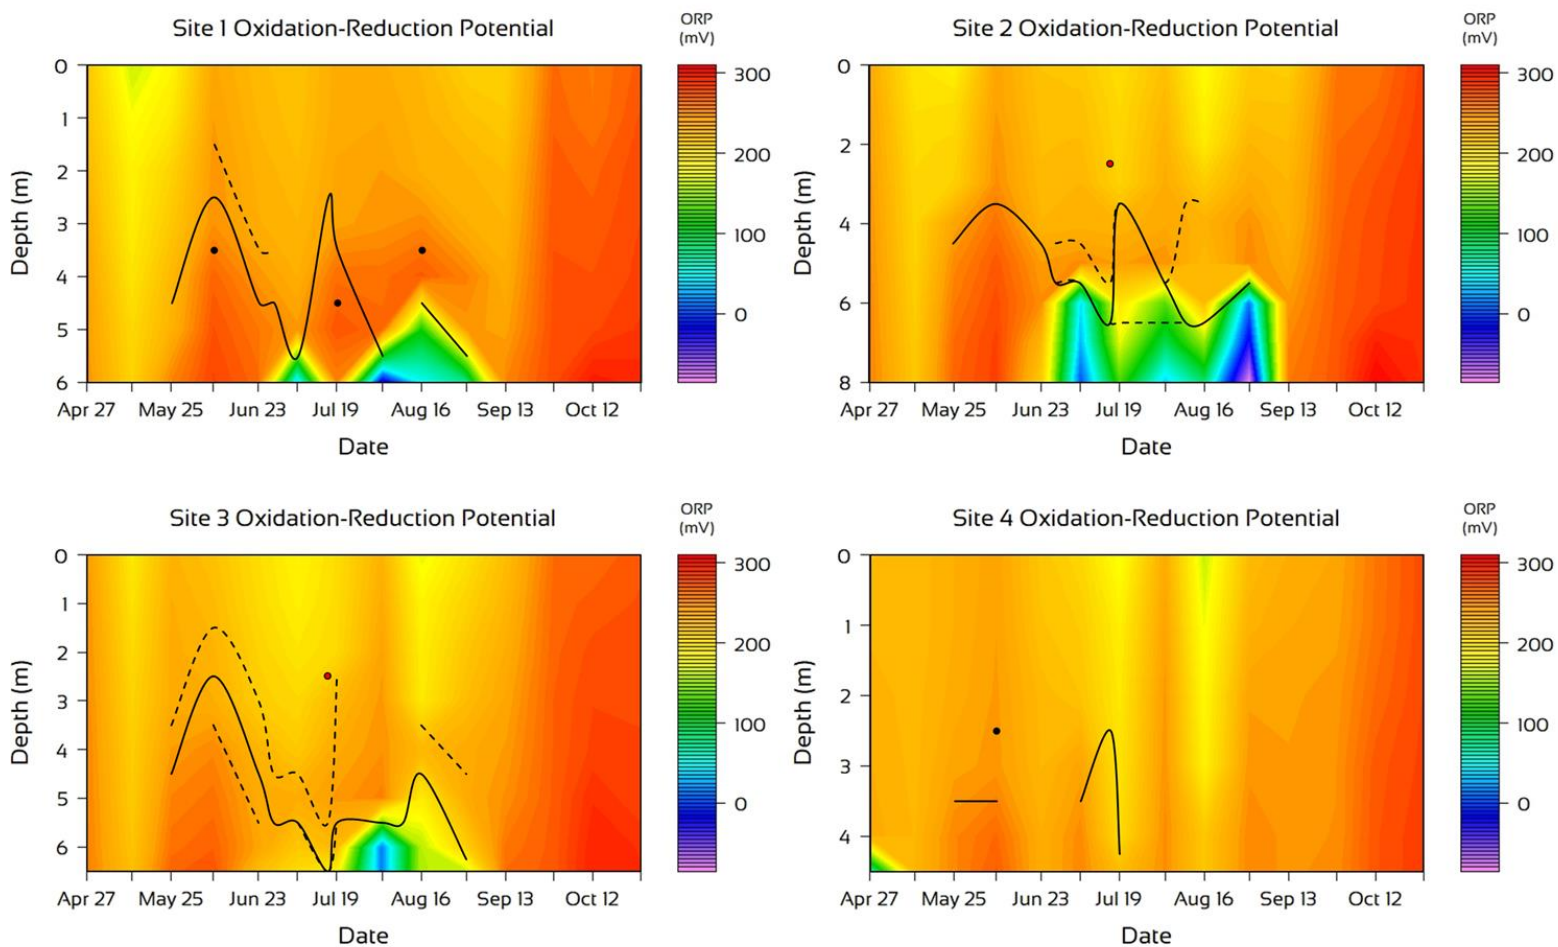 Site 1 Oxidation-Reduction Potential
ORP
(mV)
0
1
2
3
4
5
6
Depth (m)
300
200
100
0
Apr 27 May 25 Jun 23 Jul 19 Aug 16 Sep 13 Oct 12
Date
Site 2 Oxidation-Reduction Potential
ORP
(mV)
0
2
4
6
8
Depth (m)
300
200
100
0
Apr 27 May 25 Jun 23 Jul 19 Aug 16 Sep 13 Oct 12
Date
Site 3 Oxidation-Reduction Potential
ORP
(mV)
0
1
2
3
4
5
6
Depth (m)
300
200
100
0
Apr 27 May 25 Jun 23 Jul 19 Aug 16 Sep 13 Oct 12
Date
Site 4 Oxidation-Reduction Potential
ORP
(mV)
0
1
2
3
4
Depth (m)
300
200
100
0
Apr 27 May 25 Jun 23 Jul 19 Aug 16 Sep 13 Oct 12
Date